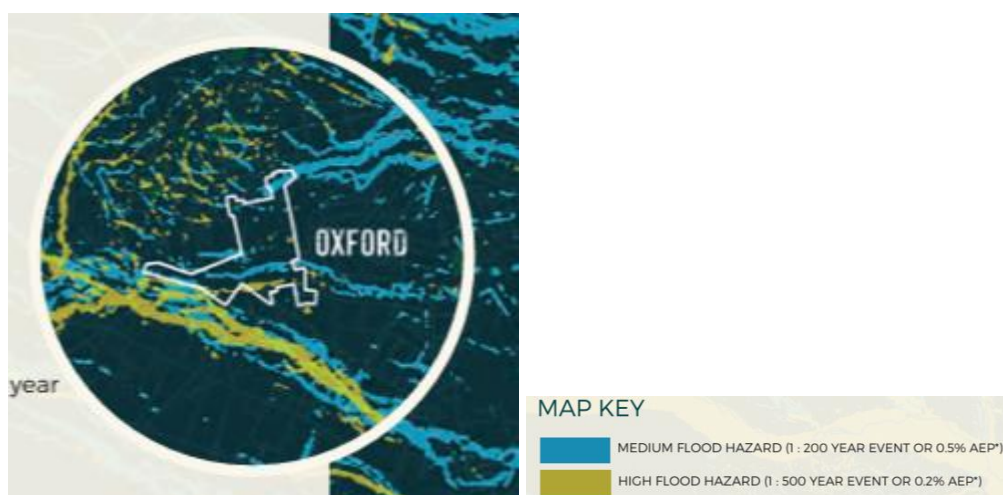 OXFORD
year
MAP KEY
MEDIUM FLOOD HAZARD (1 : 200 YEAR EVENT OR 0.5% AEP*)
HIGH FLOOD HAZARD (1 : 500 YEAR EVENT OR 0.2% AEP*)